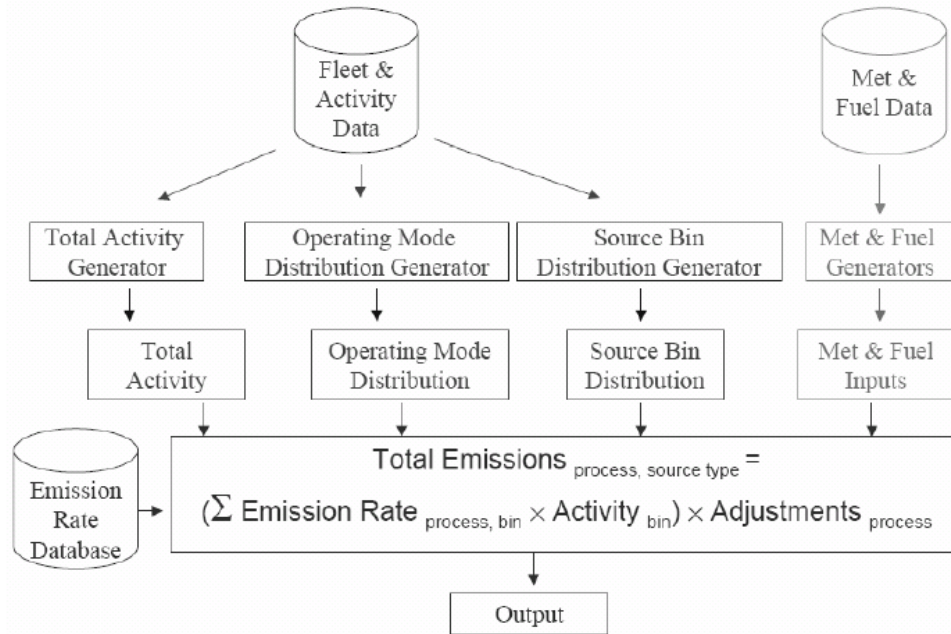 Fleet &
Activity
Data
Met &
Fuel Data
Total Activity
Generator
Operating Mode
Distribution Generator
Source Bin
Distribution Generator
Met & Fuel
Generators
Total
Activity
Operating Mode
Distribution
Source Bin
Distribution
Met & Fuel
Inputs
Emission
Rate
Database
Total Emissions process, source type =
(Σ Emission Rate process, bin × Activity bin) × Adjustments process
Output